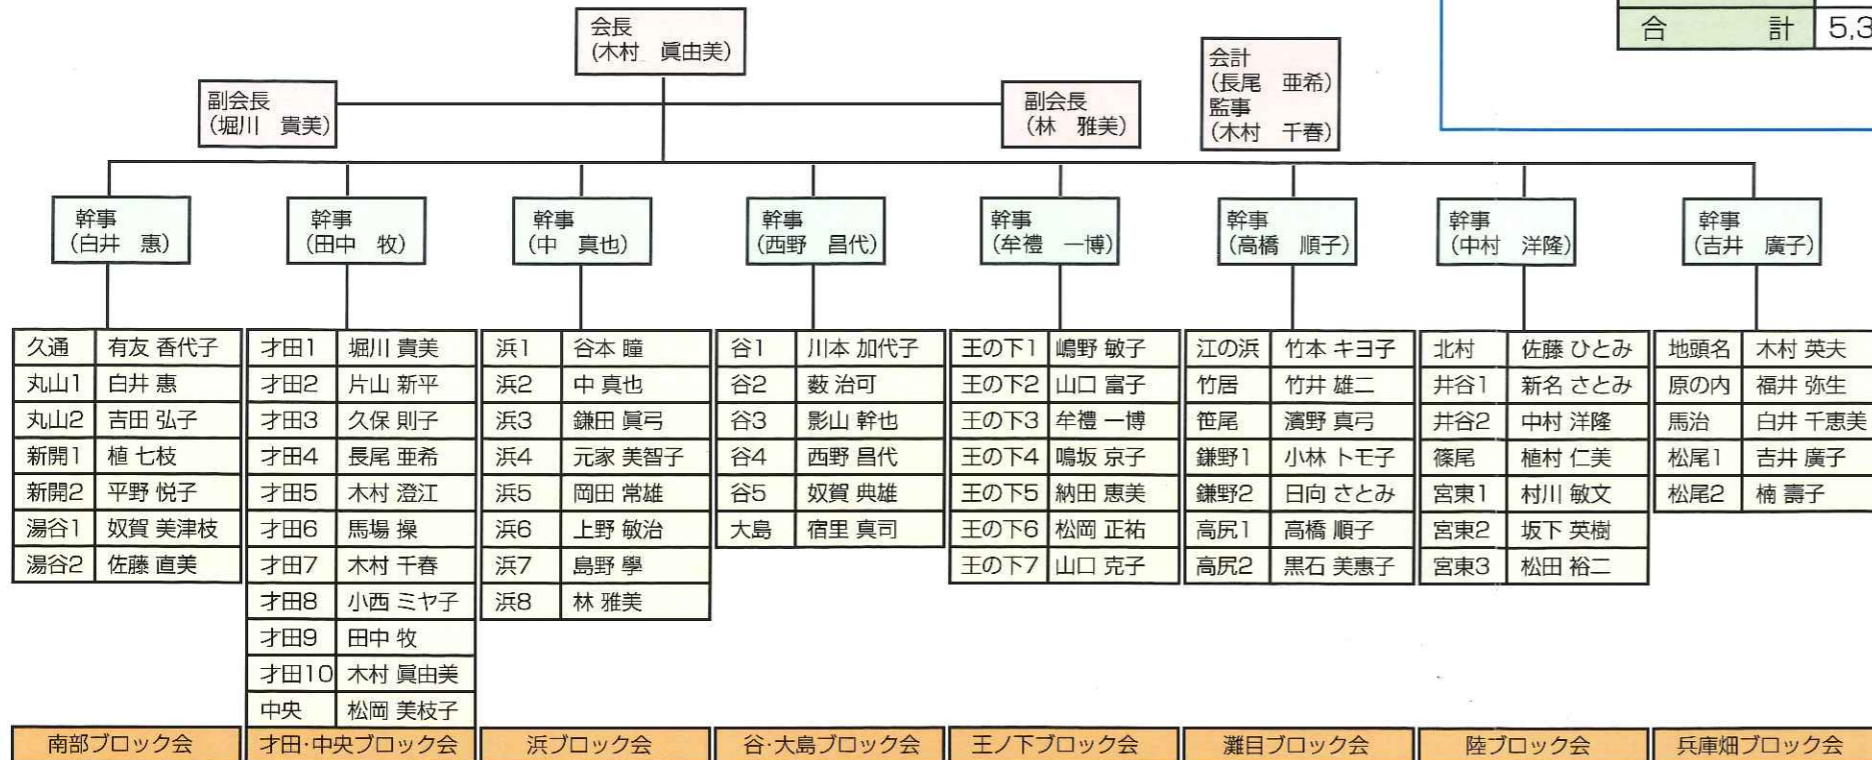 合　計 5,3
会長
(木村　眞由美)
会計
(長尾　亜希)
監事
(木村　千春)
副会長
(堀川　貴美)
副会長
(林　雅美)
幹事
(白井　惠)
幹事
(田中　牧)
幹事
(中　真也)
幹事
(西野　昌代)
幹事
(牟禮　一博)
幹事
(高橋　順子)
幹事
(中村　洋隆)
幹事
(吉井　廣子)
久通 有友 香代子
丸山1 白井 惠
丸山2 吉田 弘子
新開1 植 七枝
新開2 平野 悦子
湯谷1 奴賀 美津枝
湯谷2 佐藤 直美
南部ブロック会
才田1 堀川 貴美
才田2 片山 新平
才田3 久保 則子
才田4 長尾 亜希
才田5 木村 澄江
才田6 馬場 操
才田7 木村 千春
才田8 小西 ミヤ子
才田9 田中 牧
才田10 木村 眞由美
中央 松岡 美枝子
才田･中央ブロック会
浜1 谷本 瞳
浜2 中 真也
浜3 鎌田 眞弓
浜4 元家 美智子
浜5 岡田 常雄
浜6 上野 敏治
浜7 島野 學
浜8 林 雅美
浜ブロック会
谷1 川本 加代子
谷2 薮 治可
谷3 影山 幹也
谷4 西野 昌代
谷5 奴賀 典雄
大島 宿里 真司
谷･大島ブロック会
王の下1 嶋野 敏子
王の下2 山口 富子
王の下3 牟禮 一博
王の下4 鳴坂 京子
王の下5 納田 恵美
王の下6 松岡 正祐
王の下7 山口 克子
王ノ下ブロック会
江の浜 竹本 キヨ子
竹居 竹井 雄二
笹尾 濱野 真弓
鎌野1 小林 トモ子
鎌野2 日向 さとみ
高尻1 高橋 順子
高尻2 黒石 美惠子
灘目ブロック会
北村 佐藤 ひとみ
井谷1 新名 さとみ
井谷2 中村 洋隆
篠尾 植村 仁美
宮東1 村川 敏文
宮東2 坂下 英樹
宮東3 松田 裕二
陸ブロック会
地頭名 木村 英夫
原の内 福井 弥生
馬治 白井 千恵美
松尾1 吉井 廣子
松尾2 楠 壽子
兵庫畑ブロック会